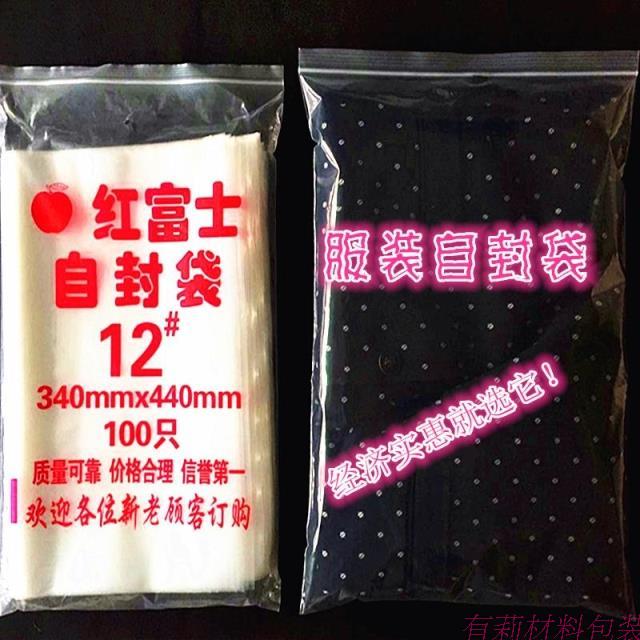 红富士
自封袋
12#
340mmx440mm
100只
质量可靠 价格合理 信誉第一
欢迎各位新老顾客订购
服装自封袋
经济实惠就选它!
有莉材料包装